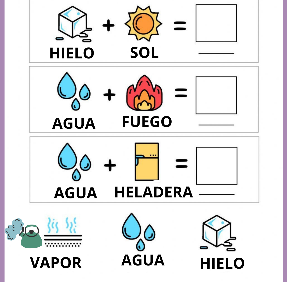 HIELO + SOL =
AGUA + FUEGO =
AGUA + HELADERA =
VAPOR AGUA HIELO